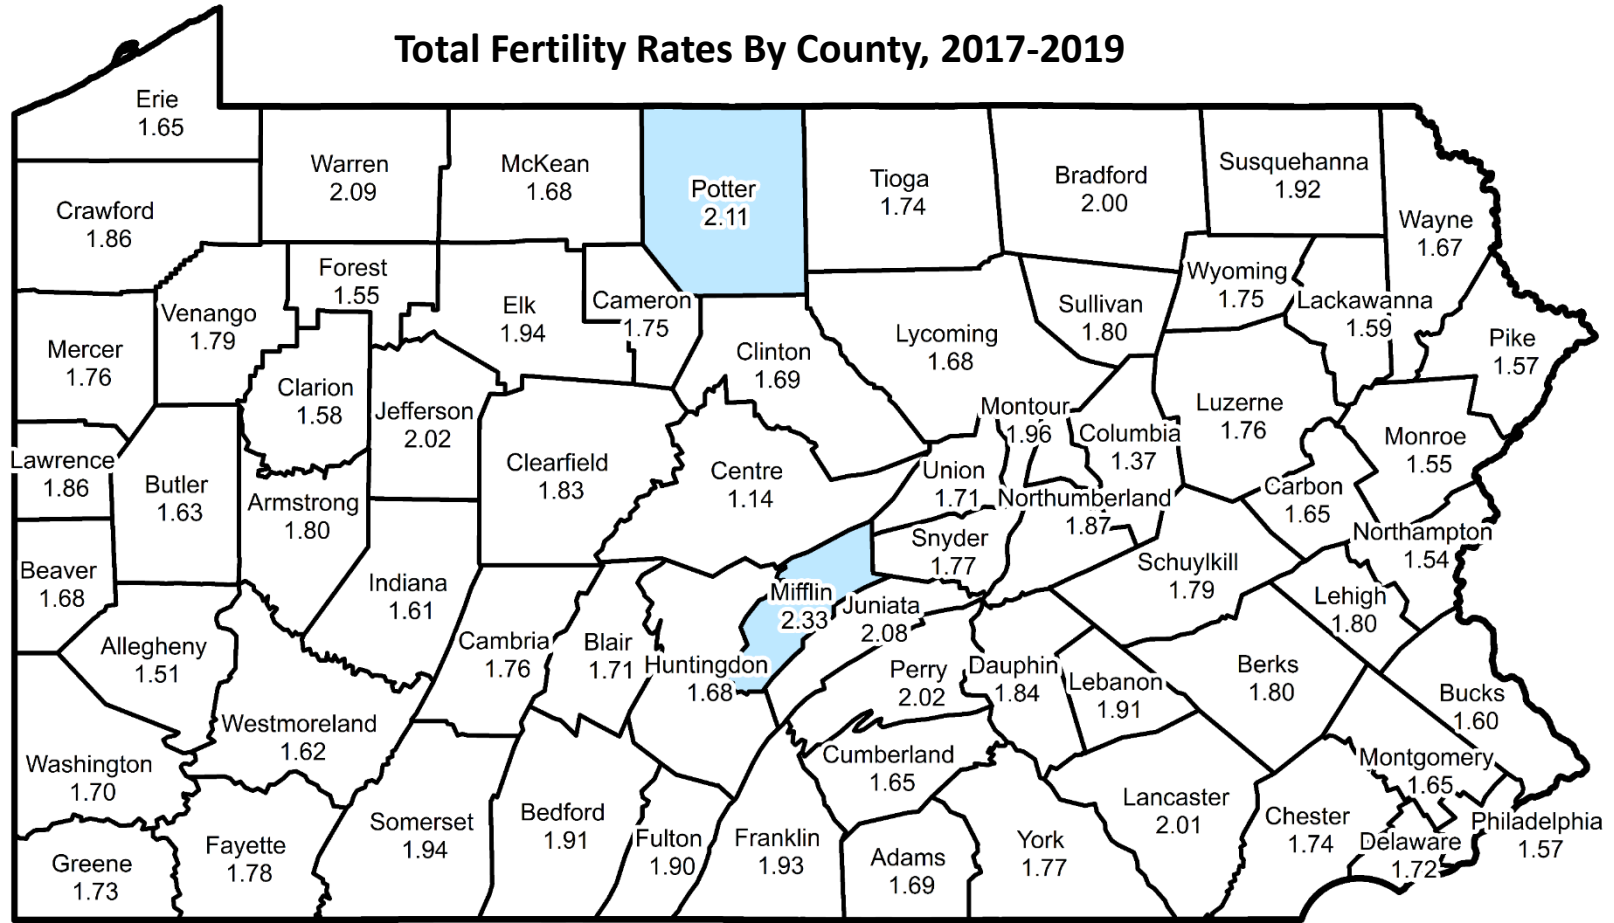 Total Fertility Rates By County, 2017-2019
Erie
1.65
Warren
2.09
McKean
1.68
Potter
2.11
Tioga
1.74
Bradford
2.00
Susquehanna
1.92
Wayne
1.67
Crawford
1.86
Forest
1.55
Venango
1.79
Elk
1.94
Cameron
1.75
Wyoming
1.75
Lackawanna
1.59
Sullivan
1.80
Lycoming
1.68
Pike
1.57
Mercer
1.76
Clinton
1.69
Clarion
1.58
Jefferson
2.02
Montour
1.96
Columbia
1.37
Luzerne
1.76
Monroe
1.55
Lawrence
1.86
Butler
1.63
Armstrong
1.80
Clearfield
1.83
Centre
1.14
Union
1.71
Northumberland
1.87
Carbon
1.65
Northampton
1.54
Snyder
1.77
Schuylkill
1.79
Beaver
1.68
Indiana
1.61
Mifflin
2.33
Juniata
2.08
Lehigh
1.80
Allegheny
1.51
Cambria
1.76
Blair
1.71
Huntingdon
1.68
Perry
2.02
Dauphin
1.84
Lebanon
1.91
Berks
1.80
Bucks
1.60
Westmoreland
1.62
Washington
1.70
Cumberland
1.65
Montgomery
1.65
Lancaster
2.01
Chester
1.74
Philadelphia
1.57
Delaware
1.72
Somerset
1.94
Bedford
1.91
Fulton
1.90
Franklin
1.93
Adams
1.69
York
1.77
Fayette
1.78
Greene
1.73